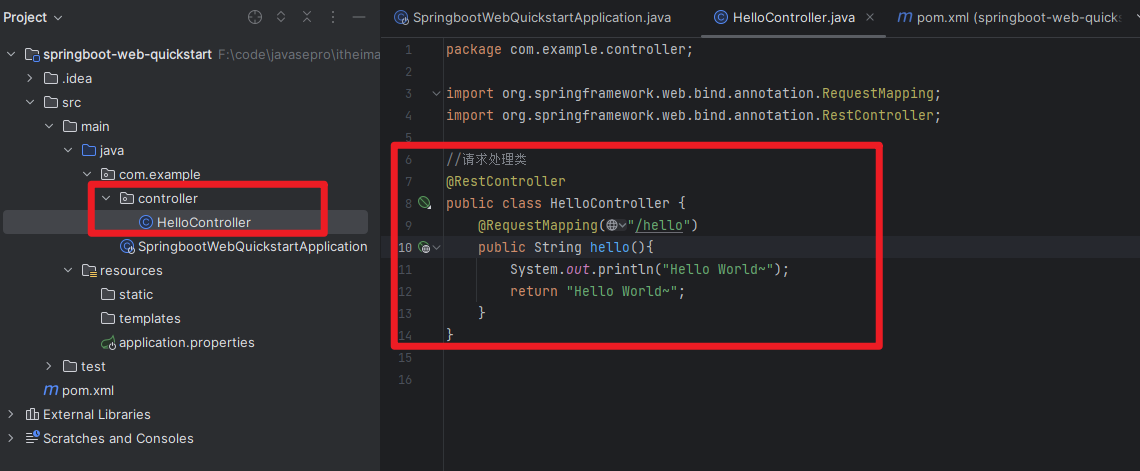 Project
springboot-web-quickstart F:\code\javasepro\itheima
.idea
src
main
java
com.example
controller
HelloController
SpringbootWebQuickstartApplication
resources
static
templates
application.properties
test
pom.xml
External Libraries
Scratches and Consoles
SpringbootWebQuickstartApplication.java HelloController.java pom.xml (springboot-web-quicks
1 package com.example.controller;
2
3 import org.springframework.web.bind.annotation.RequestMapping;
4 import org.springframework.web.bind.annotation.RestController;
5
6 //请求处理类
7 @RestController
8 public class HelloController {
9 @RequestMapping("/hello")
10 public String hello(){
11 System.out.println("Hello World~");
12 return "Hello World~";
13 }
14 }
15
16